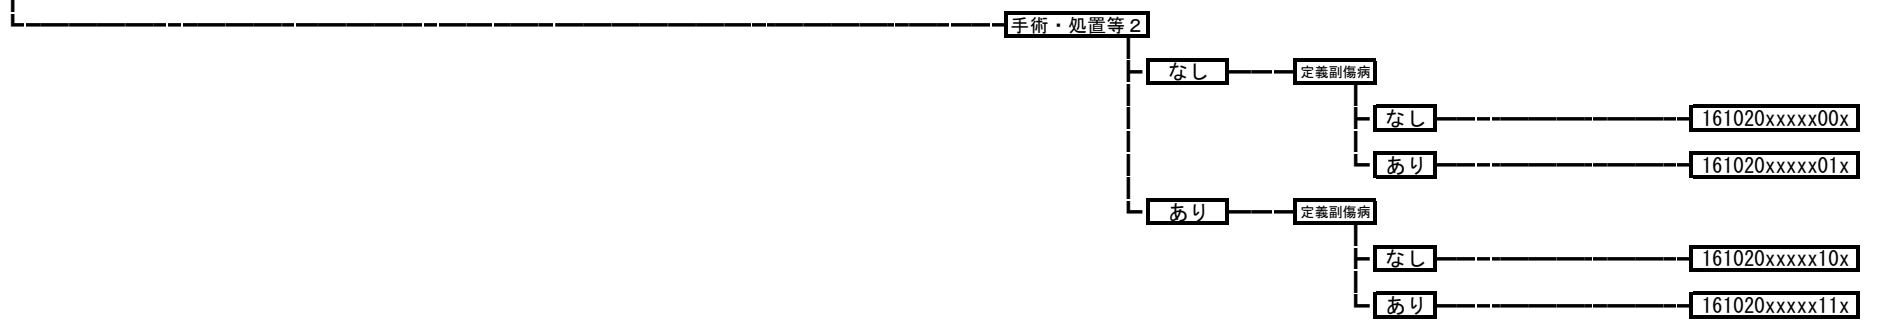 手術・処置等２
なし 定義副傷病
なし 161020xxxxx00x
あり 161020xxxxx01x
あり 定義副傷病
なし 161020xxxxx10x
あり 161020xxxxx11x